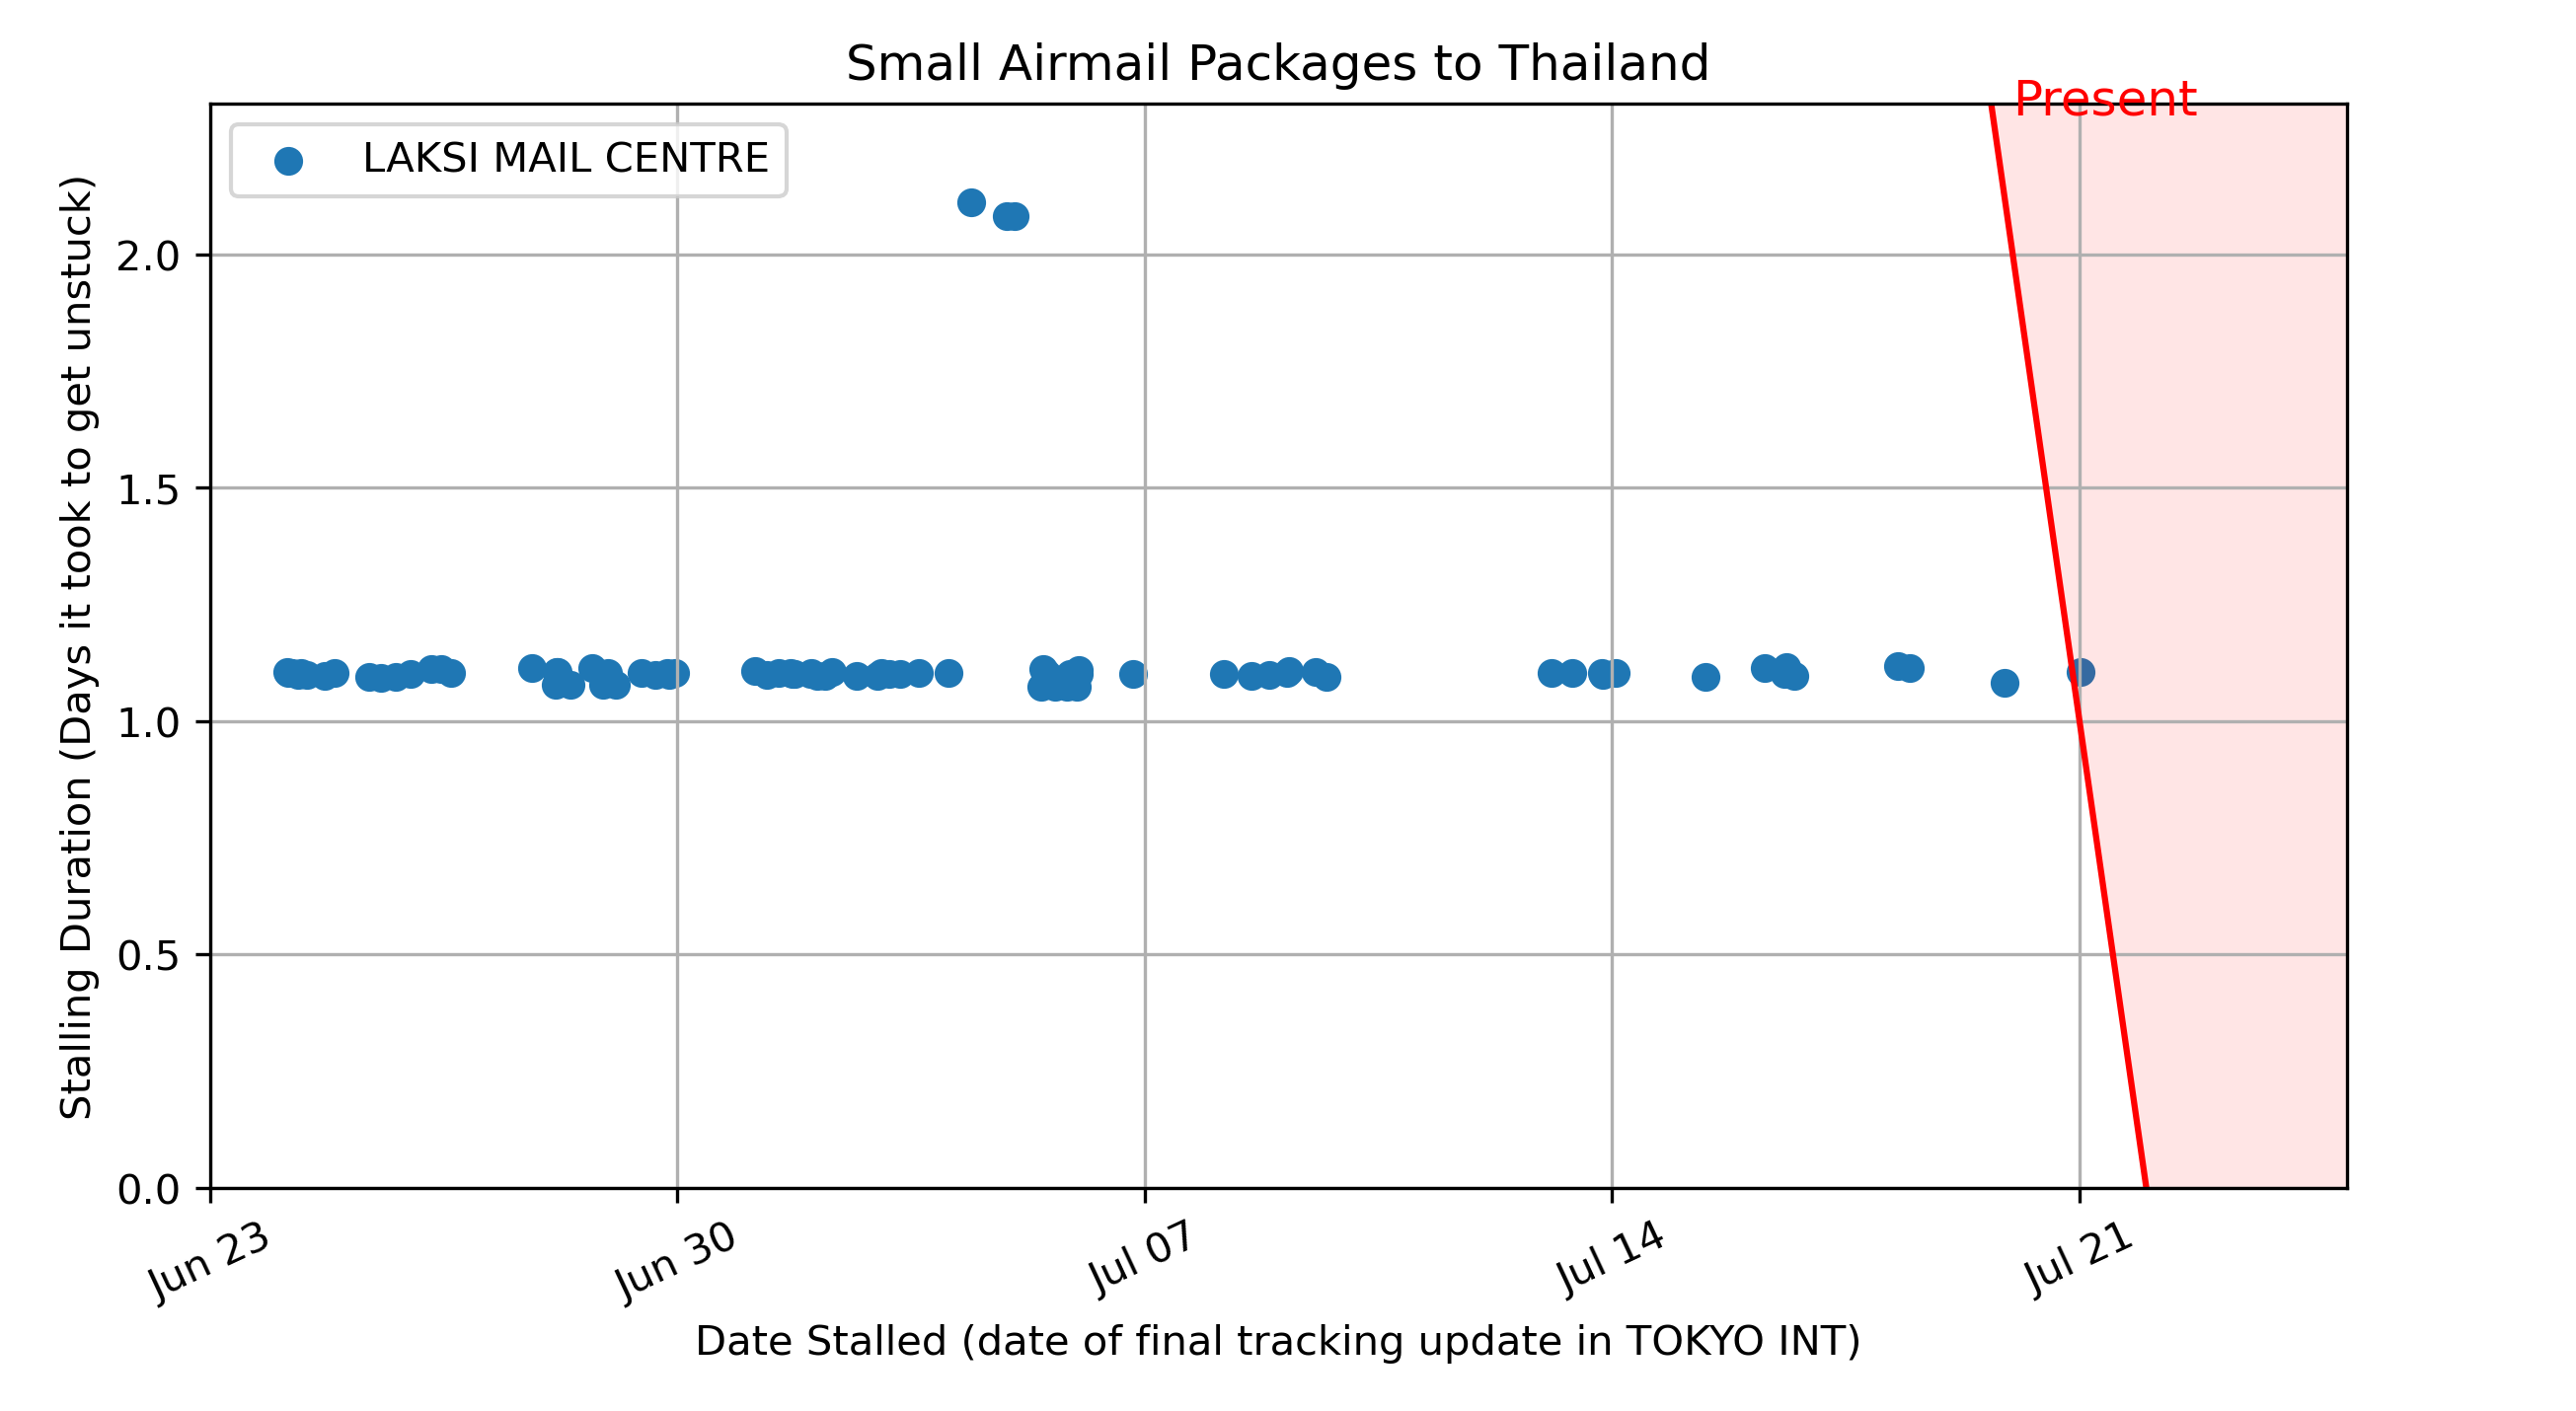 Small Airmail Packages to Thailand
Present
LAKSI MAIL CENTRE
Stalling Duration (Days it took to get unstuck)
2.0
1.5
1.0
0.5
0.0
Jun 23
Jun 30
Jul 07
Jul 14
Jul 21
Date Stalled (date of final tracking update in TOKYO INT)